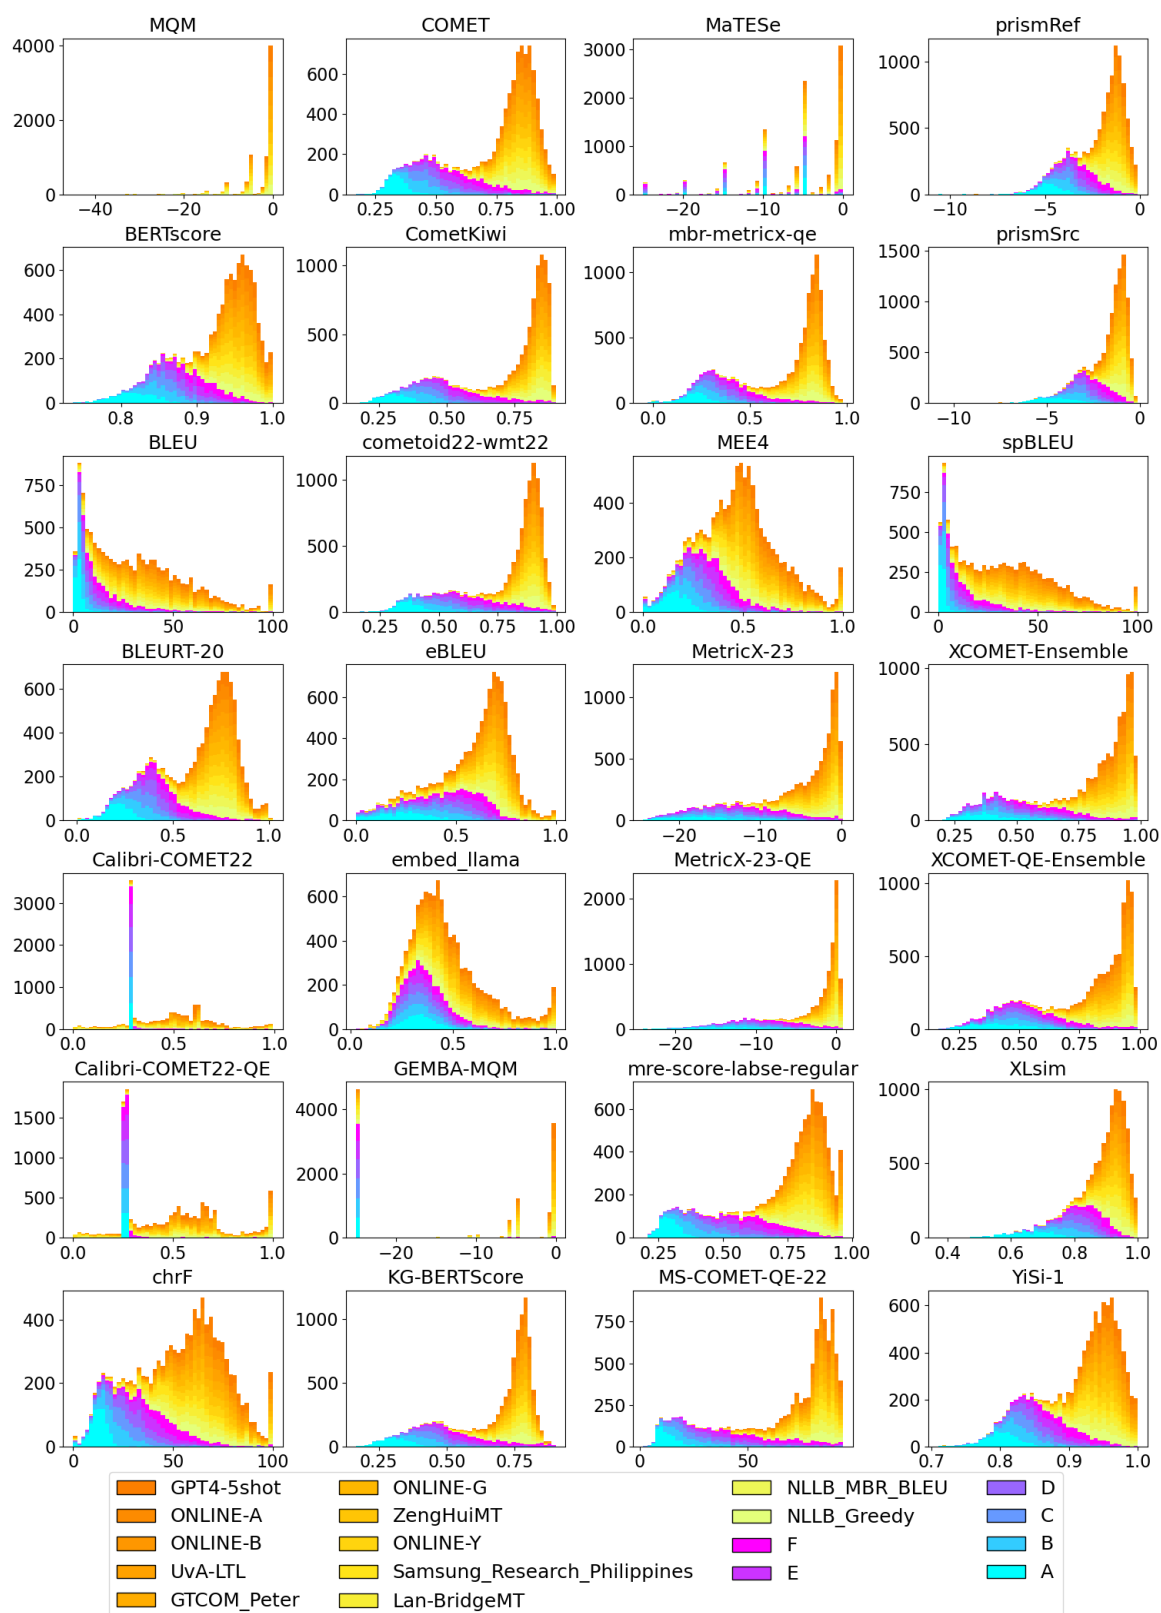 MQM COMET MaTESe prismRef
4000
2000
0
−40 −20 0
600
400
200
0
0.25 0.50 0.75 1.00
3000
2000
1000
0
−20 −10 0
1000
500
0
−10 −5 0
BERTscore CometKiwi mbr-metricx-qe prismSrc
600
400
200
0
0.8 0.9 1.0
1000
500
0
0.25 0.50 0.75
1000
500
0
0.0 0.5 1.0
1500
1000
500
0
−10 −5 0
BLEU cometoid22-wmt22 MEE4 spBLEU
750
500
250
0
0 50 100
1000
500
0
0.25 0.50 0.75 1.00
400
200
0
0.0 0.5 1.0
750
500
250
0
0 50 100
BLEURT-20 eBLEU MetricX-23 XCOMET-Ensemble
600
400
200
0
0.0 0.5 1.0
600
400
200
0
0.0 0.5 1.0
1000
500
0
−20 −10 0
1000
500
0
0.25 0.50 0.75 1.00
Calibri-COMET22 embed_llama MetricX-23-QE XCOMET-QE-Ensemble
3000
2000
1000
0
0.0 0.5 1.0
600
400
200
0
0.0 0.5 1.0
2000
1000
0
−20 −10 0
1000
500
0
0.25 0.50 0.75 1.00
Calibri-COMET22-QE GEMBA-MQM mre-score-labse-regular XLsim
1500
1000
500
0
0.0 0.5 1.0
4000
2000
0
−20 −10 0
600
400
200
0
0.25 0.50 0.75 1.00
1000
500
0
0.4 0.6 0.8 1.0
chrF KG-BERTScore MS-COMET-QE-22 YiSi-1
400
200
0
0 50 100
1000
500
0
0.25 0.50 0.75
750
500
250
0
0 50
600
400
200
0
0.7 0.8 0.9 1.0
GPT4-5shot
ONLINE-A
ONLINE-B
UvA-LTL
GTCOM_Peter
ONLINE-G
ZengHuiMT
ONLINE-Y
Samsung_Research_Philippines
Lan-BridgeMT
NLLB_MBR_BLEU
NLLB_Greedy
F
E
D
C
B
A